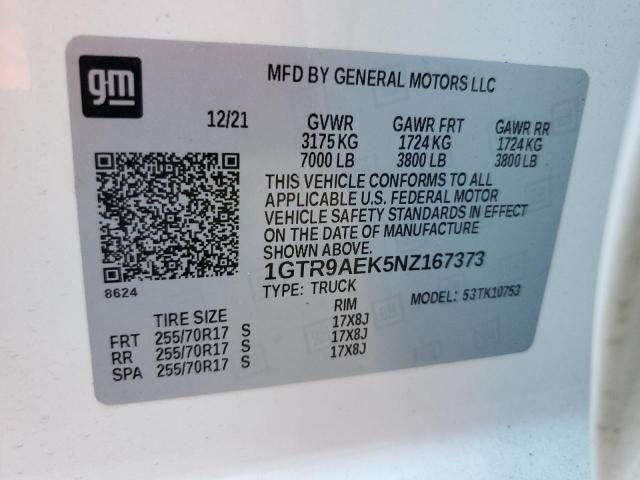 gm
MFD BY GENERAL MOTORS LLC
12/21 GVWR GAWR FRT GAWR RR
3175 KG 1724 KG 1724 KG
7000 LB 3800 LB 3800 LB
THIS VEHICLE CONFORMS TO ALL
APPLICABLE U.S. FEDERAL MOTOR
VEHICLE SAFETY STANDARDS IN EFFECT
ON THE DATE OF MANUFACTURE
SHOWN ABOVE.
1GTR9AEK5NZ167373
8624
TYPE: TRUCK MODEL: 53TK10753
TIRE SIZE RIM
FRT 255/70R17 S 17X8J
RR 255/70R17 S 17X8J
SPA 255/70R17 S